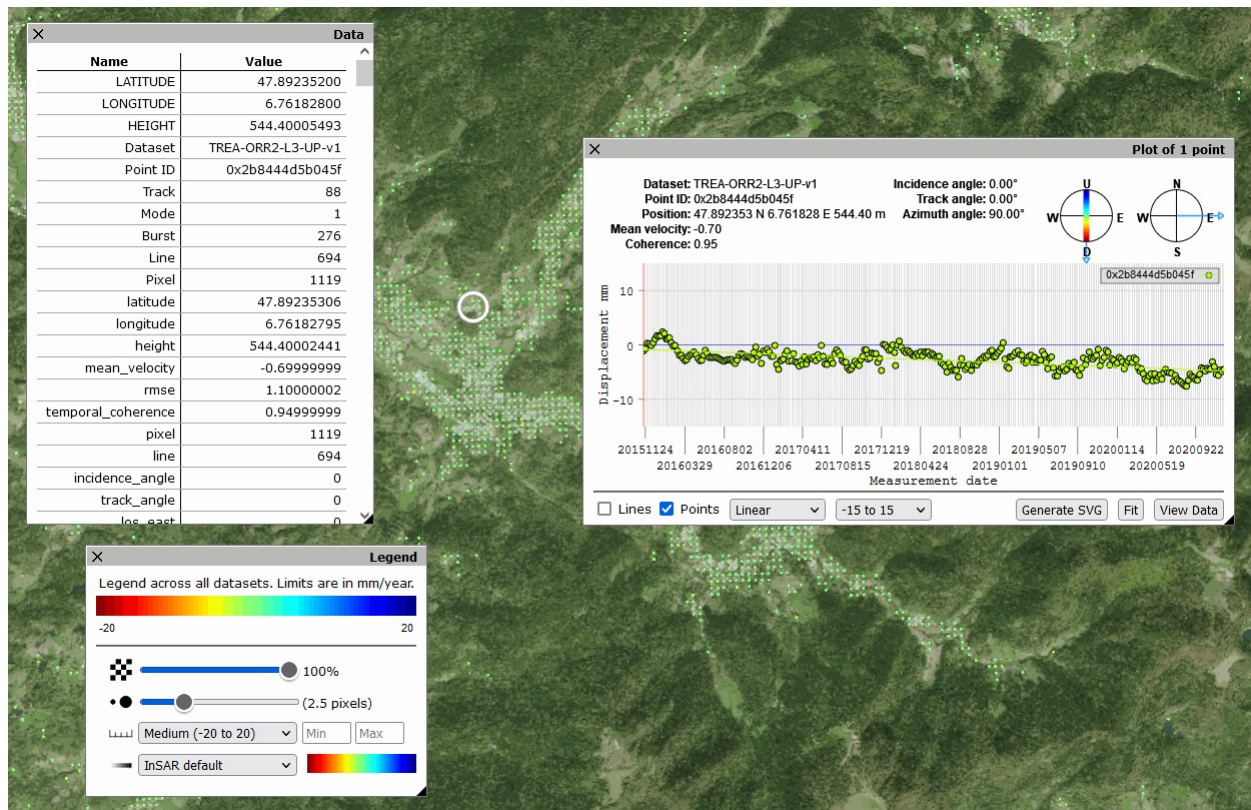 Data
Name Value
LATITUDE 47.89235200
LONGITUDE 6.76182800
HEIGHT 544.40005493
Dataset TREA-ORR2-L3-UP-v1
Point ID 0x2b8444d5b045f
Track 88
Mode 1
Burst 276
Line 694
Pixel 1119
latitude 47.89235306
longitude 6.76182795
height 544.40002441
mean_velocity -0.69999999
rmse 1.10000002
temporal_coherence 0.94999999
pixel 1119
line 694
incidence_angle 0
track_angle 0
los_east 0
Plot of 1 point
Dataset: TREA-ORR2-L3-UP-v1 Incidence angle: 0.00°
Point ID: 0x2b8444d5b045f Track angle: 0.00°
Position: 47.892353 N 6.761828 E 544.40 m Azimuth angle: 90.00°
Mean velocity: -0.70
Coherence: 0.95
U
W E
D
N
W E
S
0x2b8444d5b045f
Displacement mm
10
0
-10
20151124 20160802 20170411 20171219 20180828 20190507 20200114 20200922
20160329 20161206 20170815 20180424 20190101 20190910 20200519
Measurement date
Lines Points Linear -15 to 15 Generate SVG Fit View Data
Legend
Legend across all datasets. Limits are in mm/year.
-20 20
100%
(2.5 pixels)
Medium (-20 to 20) Min Max
InSAR default